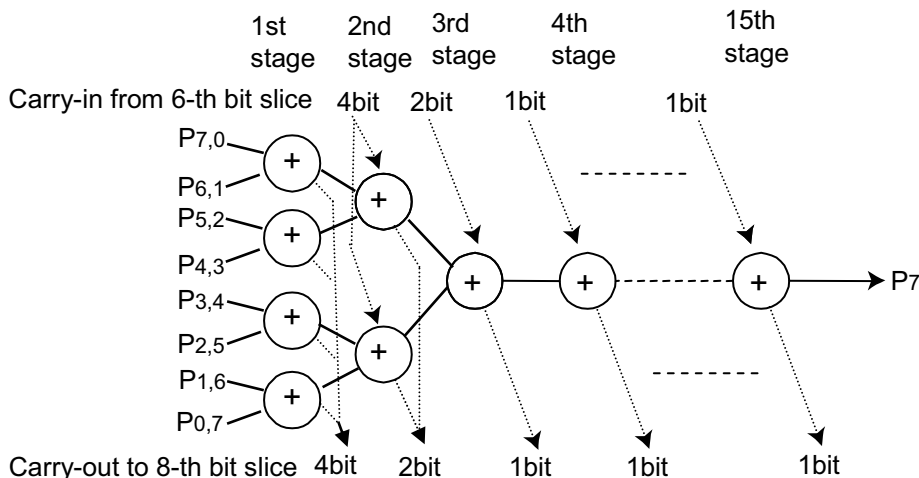 1st stage
2nd stage
3rd stage
4th stage
15th stage
Carry-in from 6-th bit slice
4bit
2bit
1bit
1bit
P7,0
P6,1
P5,2
P4,3
P3,4
P2,5
P1,6
P0,7
+
+
+
+
+
+
+
+
+
P7
Carry-out to 8-th bit slice
4bit
2bit
1bit
1bit
1bit